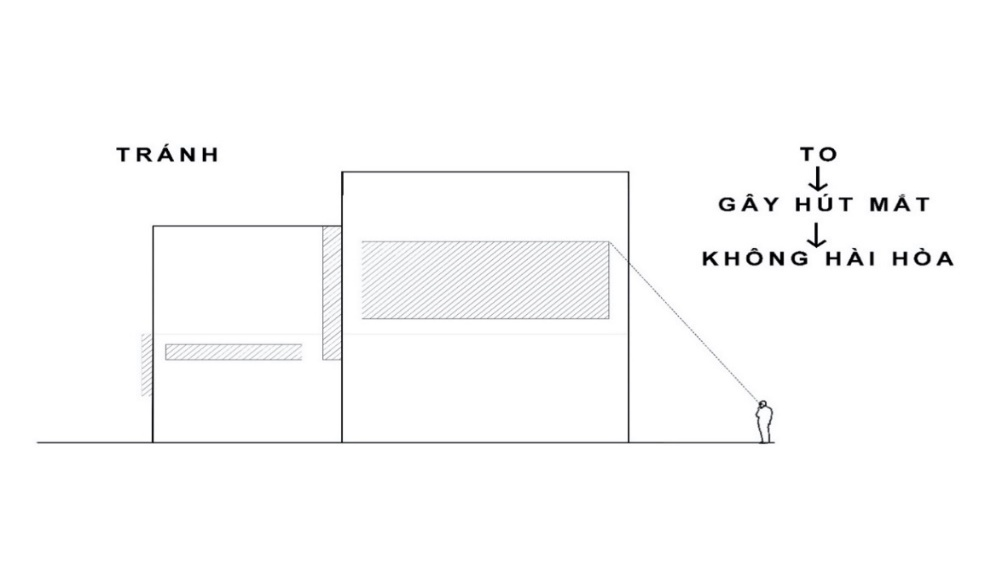 TRÁNH
TO
GÂY HÚT MẮT
KHÔNG HÀI HÒA